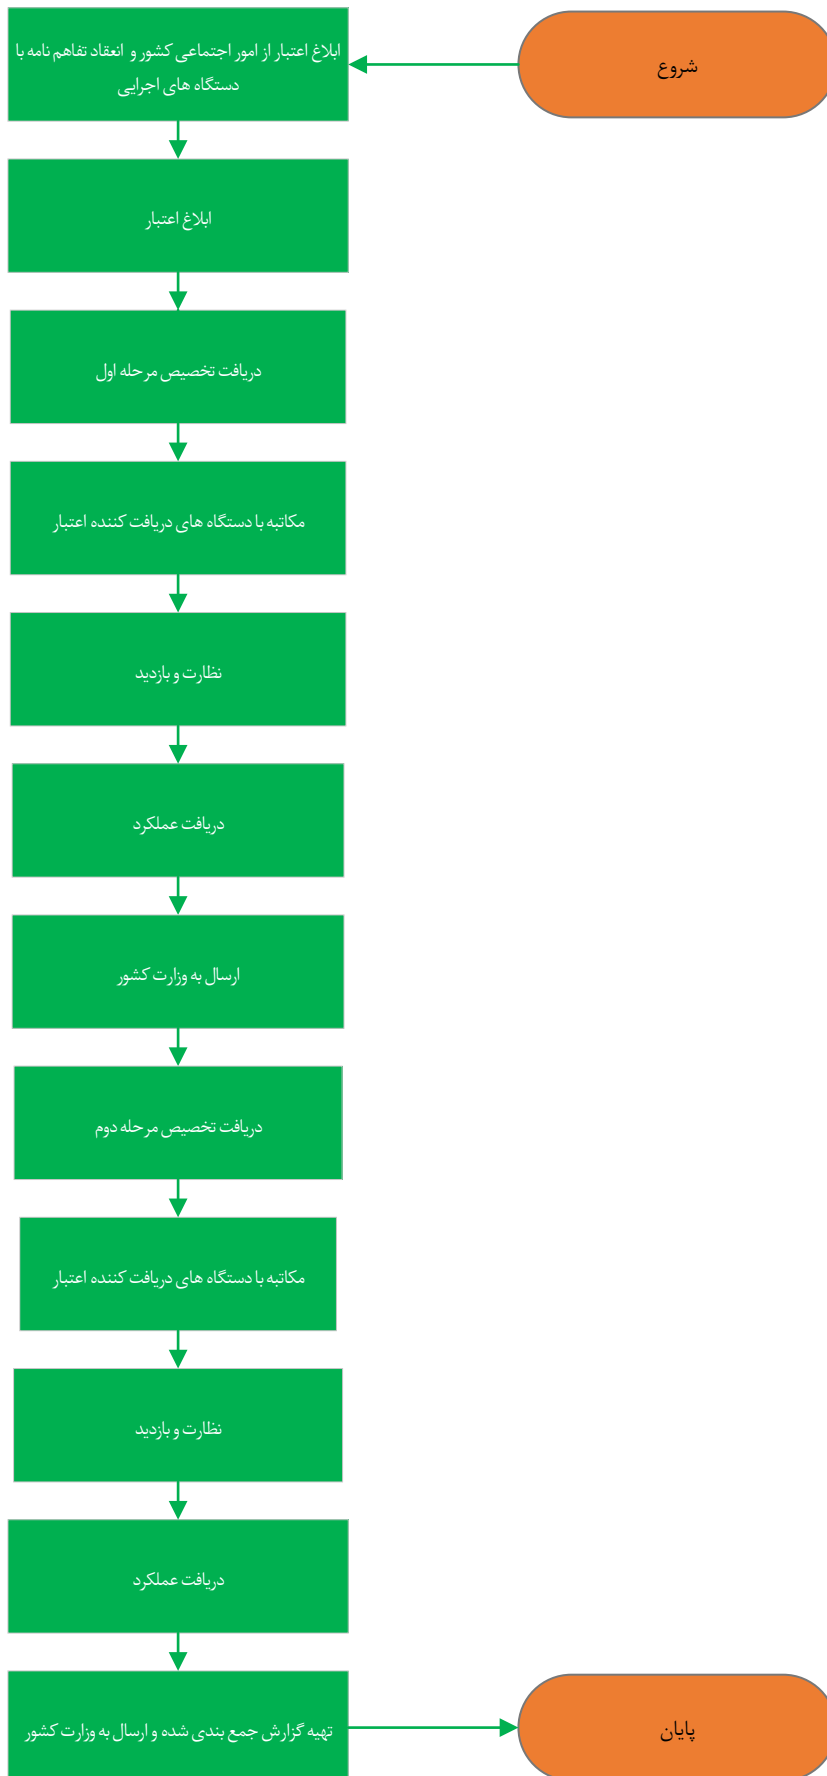 شروع
ابلاغ اعتبار از امور اجتماعی کشور و انعقاد تفاهم نامه با
دستگاه های اجرایی
ابلاغ اعتبار
دریافت تخصیص مرحله اول
مکاتبه با دستگاه های دریافت کننده اعتبار
نظارت و بازدید
دریافت عملکرد
ارسال به وزارت کشور
دریافت تخصیص مرحله دوم
مکاتبه با دستگاه های دریافت کننده اعتبار
نظارت و بازدید
دریافت عملکرد
تهیه گزارش جمع بندی شده و ارسال به وزارت کشور
پایان